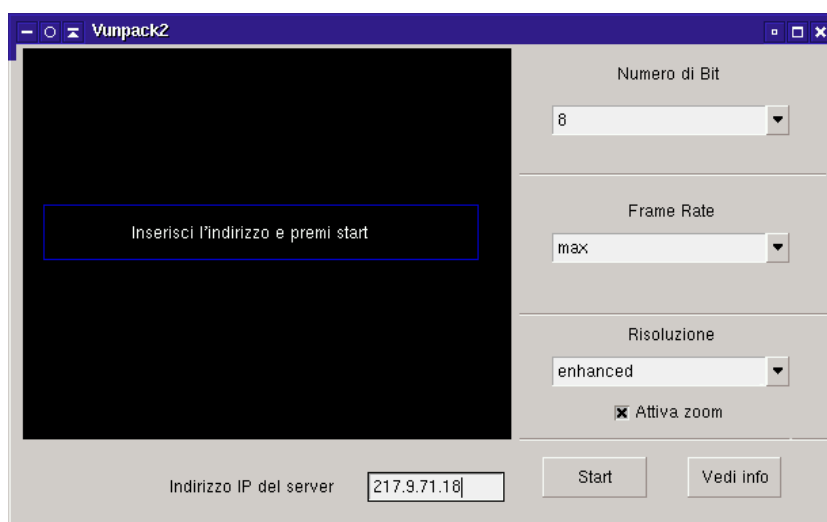 Vunpack2
Inserisci l'indirizzo e premi start
Numero di Bit
8
Frame Rate
max
Risoluzione
enhanced
Attiva zoom
Indirizzo IP del server
217.9.71.18
Start
Vedi info